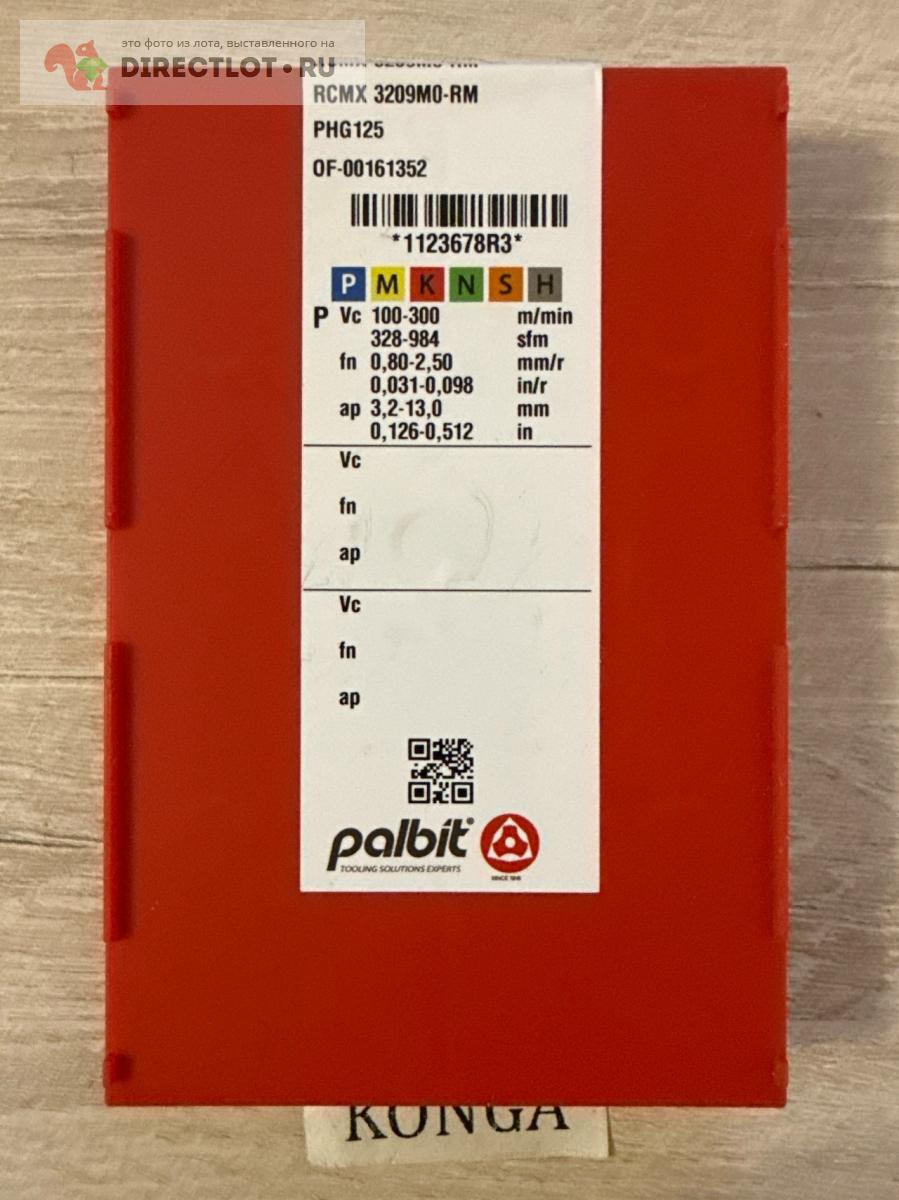 это фото из лота, выставленного на
DIRECTLOT.RU
RCMX 3209M0-RM
PHG125
OF-00161352
*1123678R3*
P M K N S H
P Vc 100-300 m/min
328-984 sfm
fn 0,80-2,50 mm/r
0,031-0,098 in/r
ap 3,2-13,0 mm
0,126-0,512 in
Vc
fn
ap
Vc
fn
ap
palbit®
TOOLING SOLUTIONS EXPERTS
KONGA